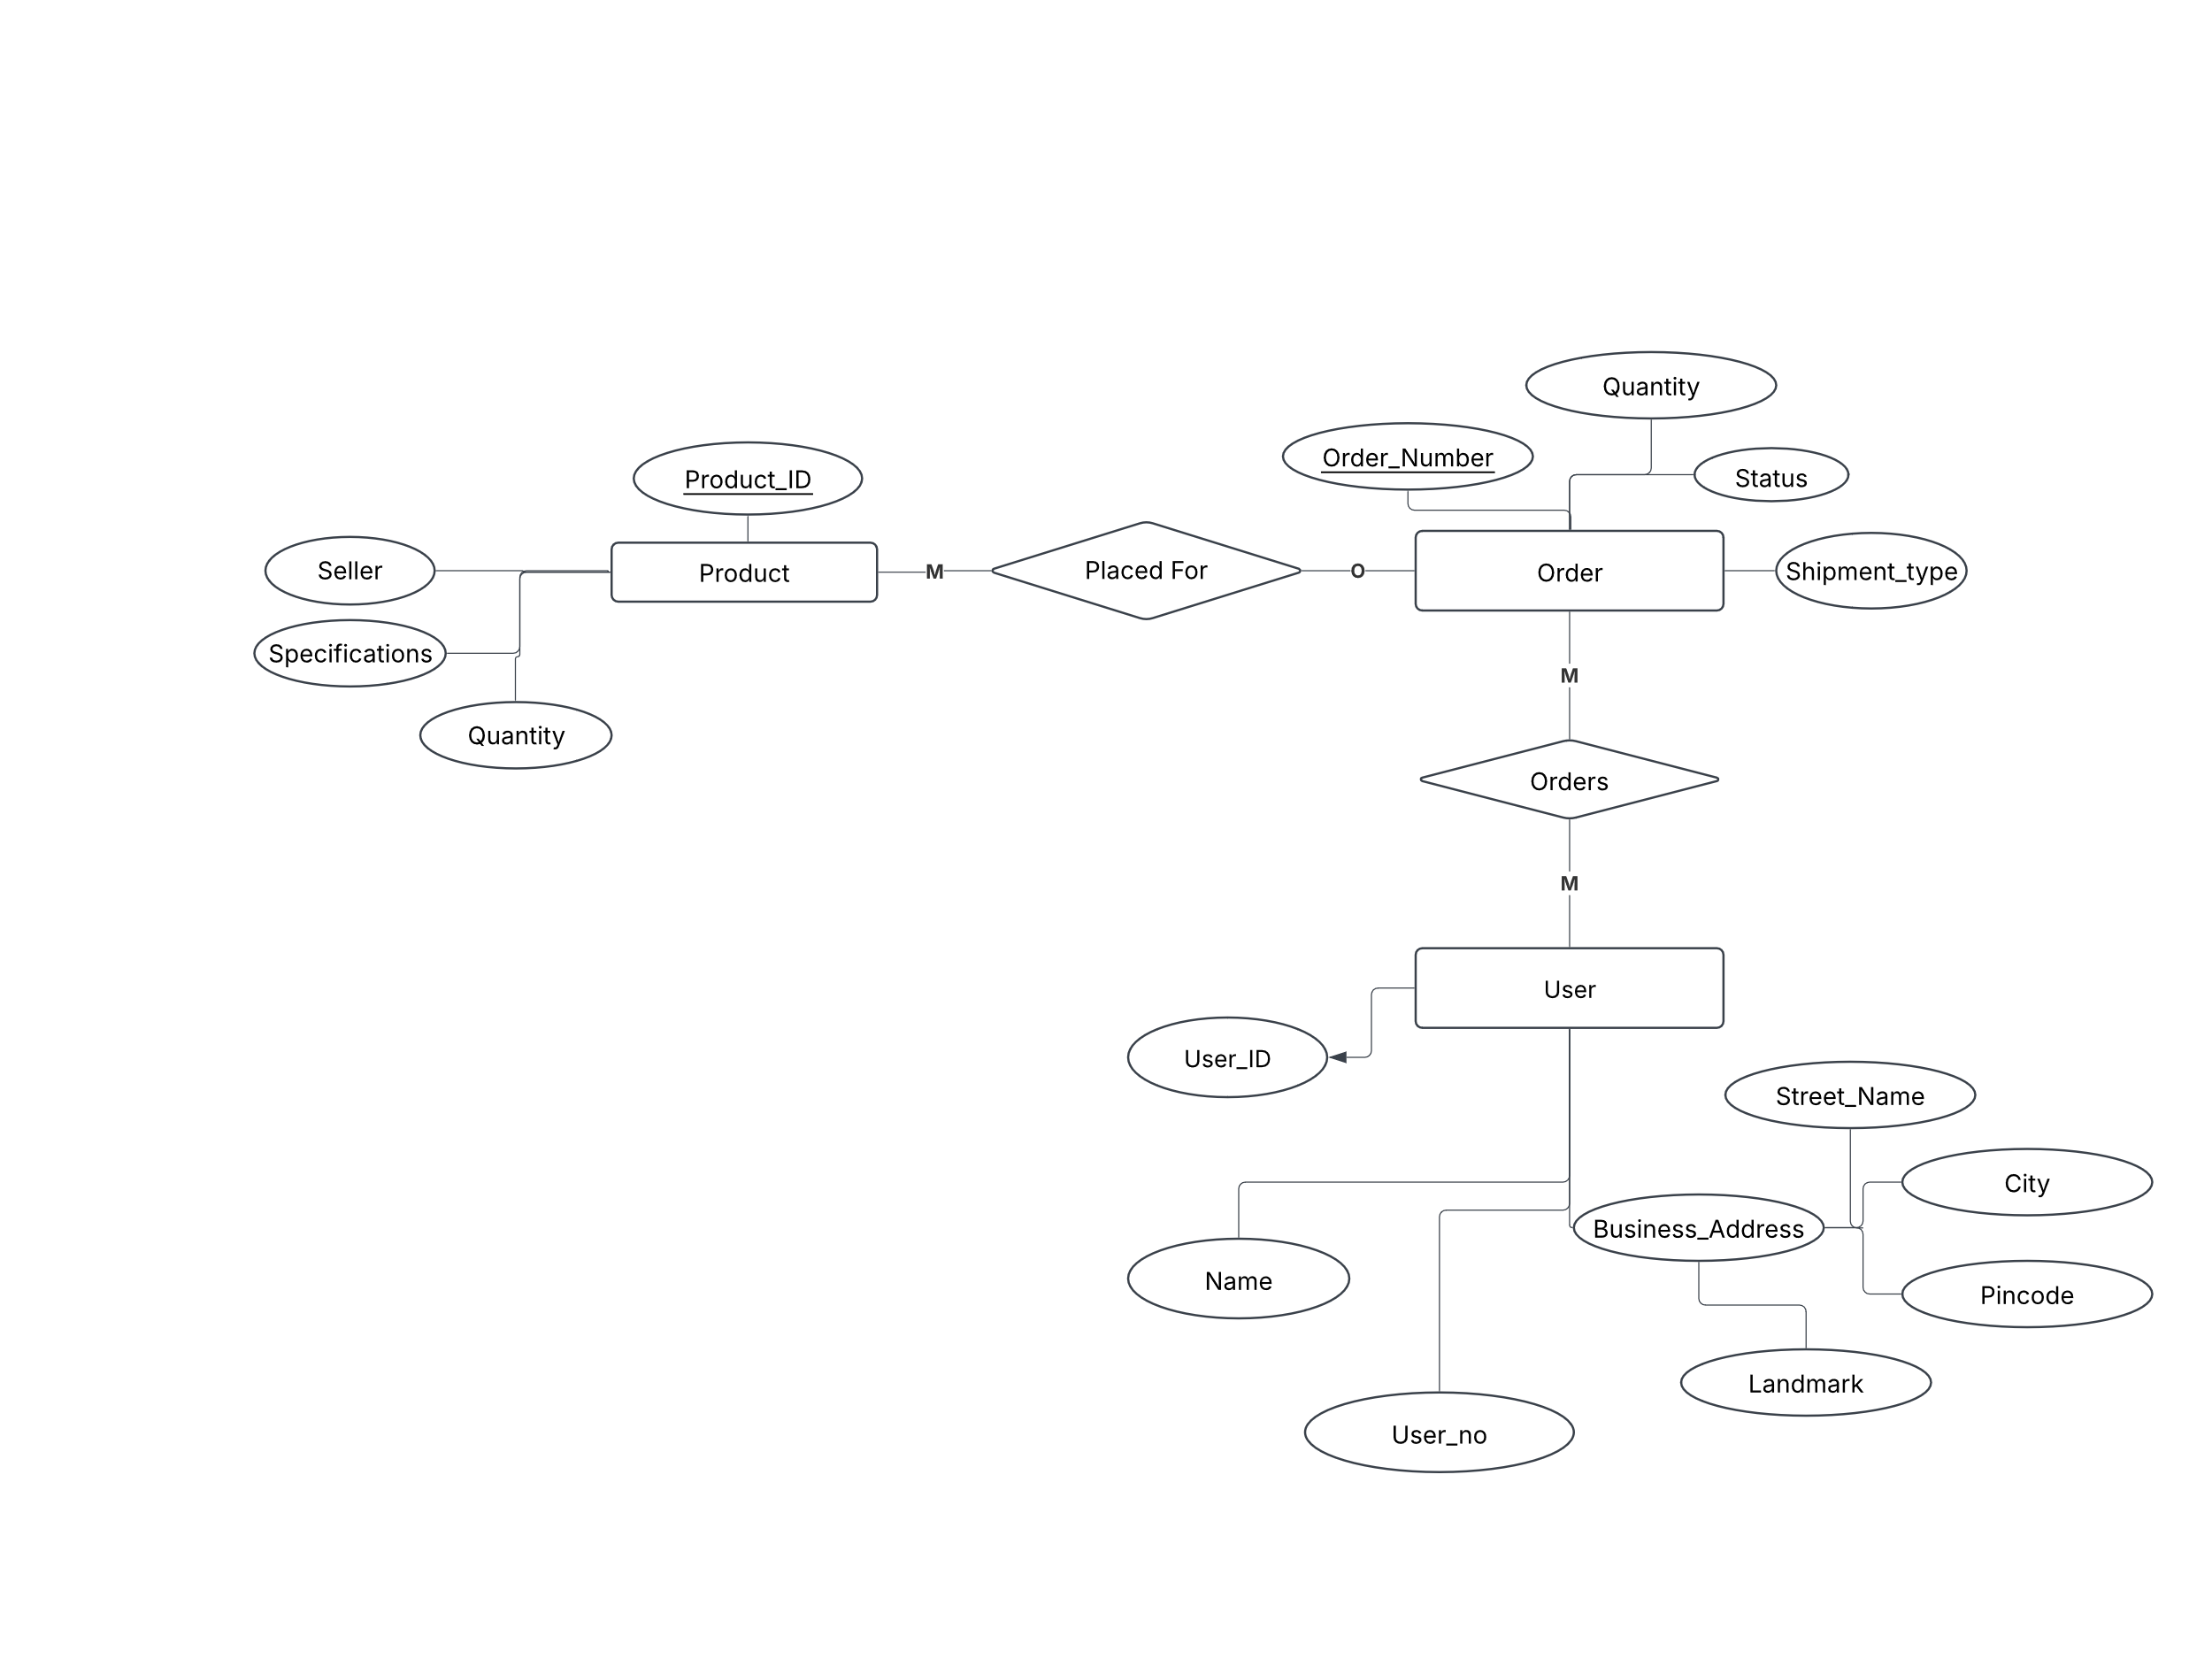 Quantity
Order_Number
Status
Product_ID
Seller
Product
M
Placed For
O
Order
Shipment_type
Specifications
M
Quantity
Orders
M
User
User_ID
Street_Name
City
Business_Address
Name
Pincode
Landmark
User_no